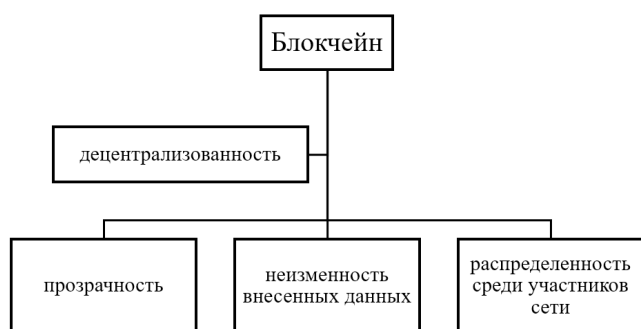 Блокчейн
децентрализованность
прозрачность
неизменность
внесенных данных
распределенность
среди участников
сети